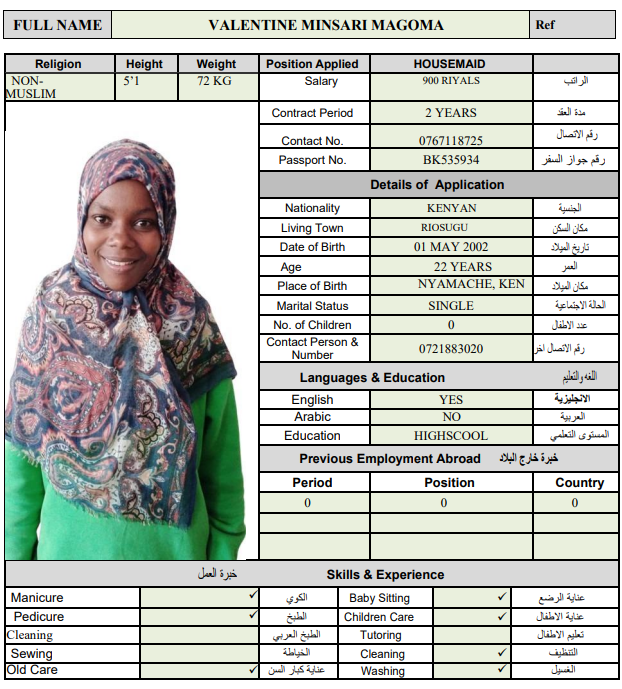 FULL NAME VALENTINE MINSARI MAGOMA Ref
Religion Height Weight Position Applied HOUSEMAID
NON-MUSLIM 5’1 72 KG Salary 900 RIYALS الراتب
Contract Period 2 YEARS مدة العقد
Contact No. 0767118725 رقم الاتصال
Passport No. BK535934 رقم جواز السفر
Details of Application
Nationality KENYAN الجنسية
Living Town RIOSUGU مكان السكن
Date of Birth 01 MAY 2002 تاريخ الميلاد
Age 22 YEARS العمر
Place of Birth NYAMACHE, KEN مكان الميلاد
Marital Status SINGLE الحالة الاجتماعية
No. of Children 0 عدد الاطفال
Contact Person & Number 0721883020 رقم الاتصال اخر
Languages & Education اللغه والتعليم
English YES الانجليزية
Arabic NO العربية
Education HIGHSCOOL المستوى التعلمي
Previous Employment Abroad خبرة خارج البلاد
Period Position Country
0 0 0
خبرة العمل Skills & Experience
Manicure ✓ الكوي Baby Sitting ✓ عناية الرضع
Pedicure ✓ الطبخ Children Care ✓ عناية الاطفال
Cleaning الطبخ العربي Tutoring تعليم الاطفال
Sewing الخياطة Cleaning ✓ التنظيف
Old Care ✓ عناية كبار السن Washing ✓ الغسيل